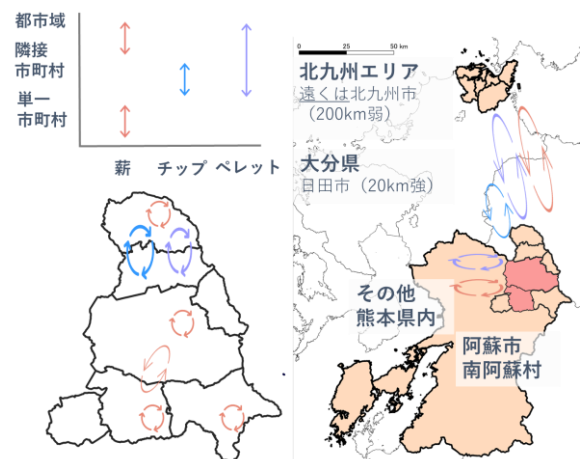 都市域
隣接
市町村
単一
市町村
薪
チップ
ペレット
0
25
50 km
北九州エリア
遠くは北九州市
（200km弱）
大分県
日田市（20km強）
その他
熊本県内
阿蘇市
南阿蘇村